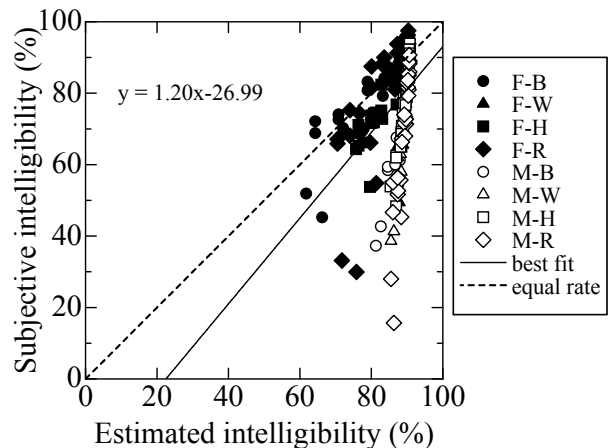 100
80
60
40
20
0
Subjective intelligibility (%)
y = 1.20x-26.99
0 20 40 60 80 100
Estimated intelligibility (%)
F-B
F-W
F-H
F-R
M-B
M-W
M-H
M-R
best fit
equal rate